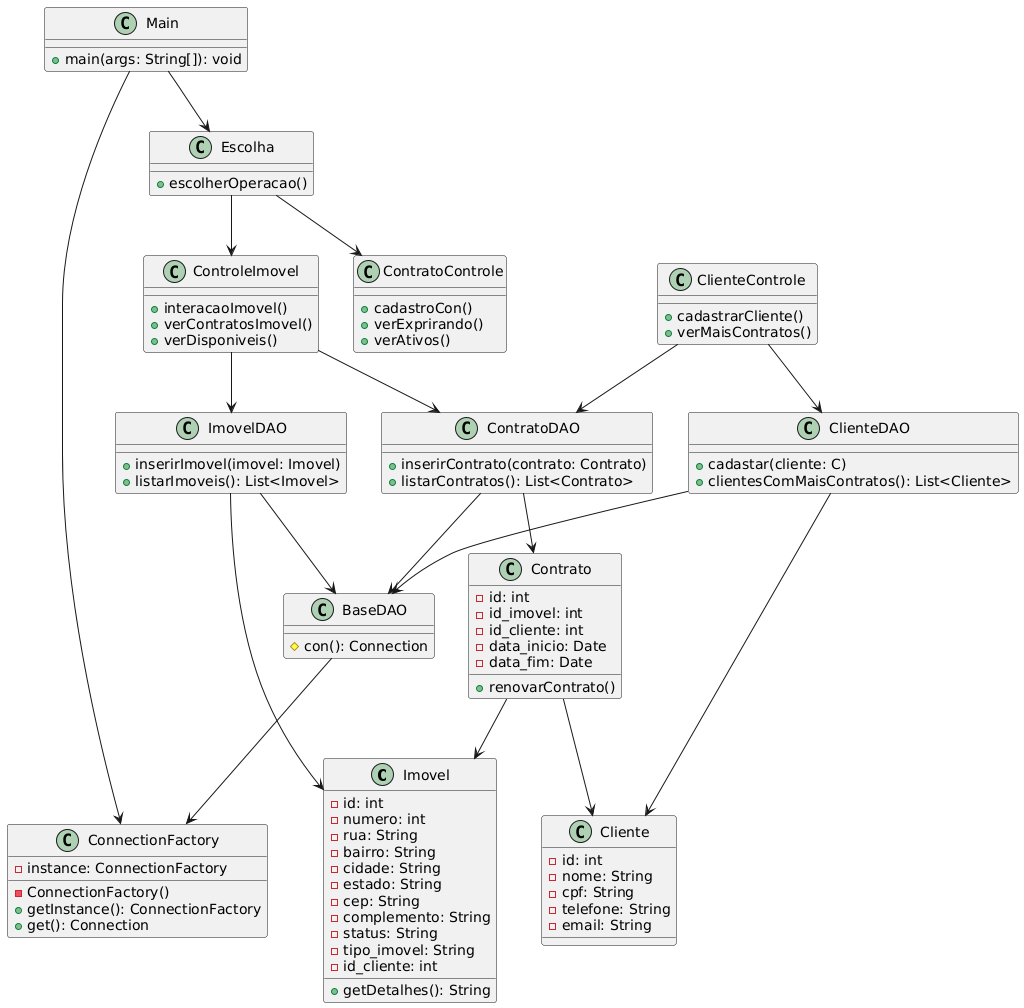 C Main
main(args: String[]): void
C Escolha
escolherOperacao()
C ControleImovel
interacaoImovel()
verContratosImovel()
verDisponiveis()
C ContratoControle
cadastroCon()
verExprirando()
verAtivos()
C ClienteControle
cadastrarCliente()
verMaisContratos()
C ImovelDAO
inserirImovel(imovel: Imovel)
listarImoveis(): List<Imovel>
C ContratoDAO
inserirContrato(contrato: Contrato)
listarContratos(): List<Contrato>
C ClienteDAO
cadastar(cliente: C)
clientesComMaisContratos(): List<Cliente>
C BaseDAO
con(): Connection
C Contrato
id: int
id_imovel: int
id_cliente: int
data_inicio: Date
data_fim: Date
renovarContrato()
C ConnectionFactory
instance: ConnectionFactory
ConnectionFactory()
getInstance(): ConnectionFactory
get(): Connection
C Imovel
id: int
numero: int
rua: String
bairro: String
cidade: String
estado: String
cep: String
complemento: String
status: String
tipo_imovel: String
id_cliente: int
getDetalhes(): String
C Cliente
id: int
nome: String
cpf: String
telefone: String
email: String